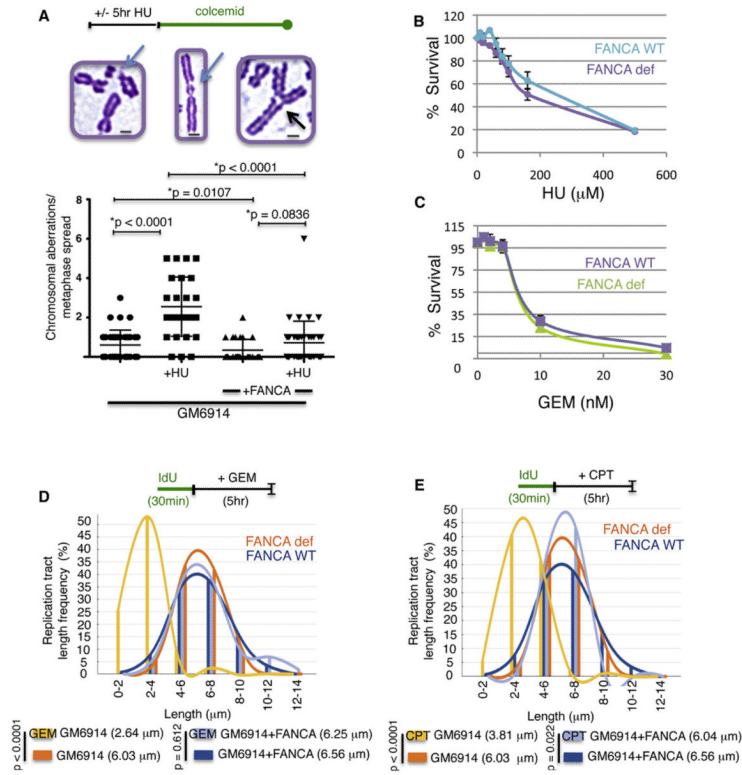 A
+/- 5hr HU
colcemid
*p < 0.0001
*p = 0.0107
*p < 0.0001
*p = 0.0836
Chromosomal aberrations/
metaphase spread
8
6
4
2
0
+HU
+HU
+FANCA
GM6914
B
% Survival
120
100
80
60
40
20
0
FANCA WT
FANCA def
0
200
400
600
HU (μM)
C
% Survival
115
95
75
55
35
15
0
FANCA WT
FANCA def
0
10
20
30
GEM (nM)
D
IdU
+ GEM
(30min)
(5hr)
FANCA def
FANCA WT
Replication tract
length frequency (%)
50
45
40
35
30
25
20
15
10
5
0
0-2
2-4
4-6
6-8
8-10
10-12
12-14
Length (μm)
p < 0.0001
GEM GM6914 (2.64 μm)
GM6914 (6.03 μm)
p = 0.612
GEM GM6914+FANCA (6.25 μm)
GM6914+FANCA (6.56 μm)
E
IdU
+ CPT
(30min)
(5hr)
FANCA def
FANCA WT
Replication tract
length frequency (%)
50
45
40
35
30
25
20
15
10
5
0
0-2
2-4
4-6
6-8
8-10
10-12
12-14
Length (μm)
p < 0.0001
CPT GM6914 (3.81 μm)
GM6914 (6.03 μm)
p = 0.022
CPT GM6914+FANCA (6.04 μm)
GM6914+FANCA (6.56 μm)